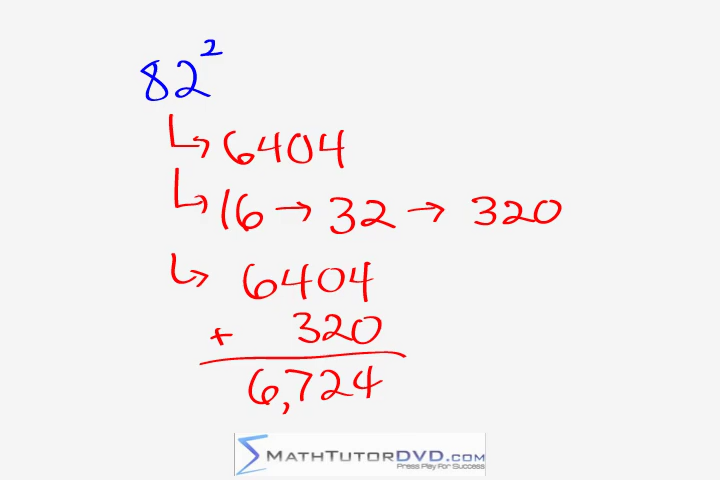 82²
↳ 6404
↳ 16 → 32 → 320
↳ 6404
+ 320
6,724
MATHTUTORDVD.COM
Press Play For Success